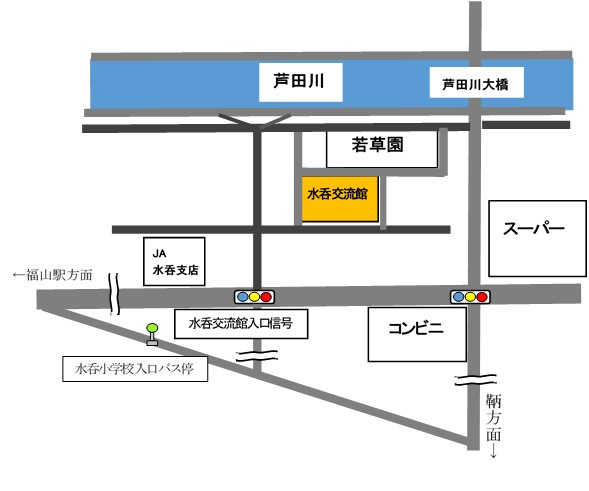 芦田川
芦田川大橋
若草園
水呑交流館
スーパー
JA
水呑支店
←福山駅方面
水呑交流館入口信号
コンビニ
水呑小学校入口バス停
鞆方面→